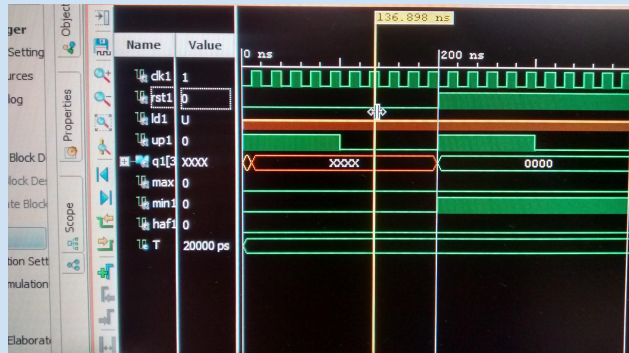 ger
Setting
urces
log
Block D
lock Des
ate Block
tion Sett
mulation
Elaborate
Object
Properties
Scope
Name
Value
136.898 ns
0 ns
200 ns
clk1 1
rst1 0
ld1 U
up1 0
q1[3 XXXX
XXXX
0000
max 0
min1 0
haf1 0
T 20000 ps